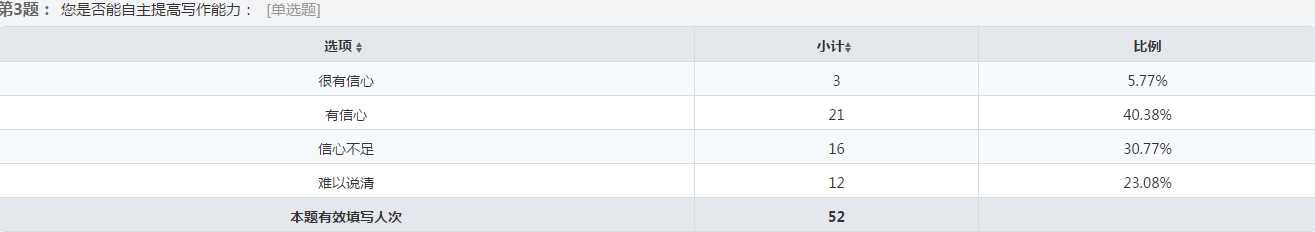 第3题： 您是否能自主提高写作能力： [单选题]
选项 小计 比例
很有信心 3 5.77%
有信心 21 40.38%
信心不足 16 30.77%
难以说清 12 23.08%
本题有效填写人次 52